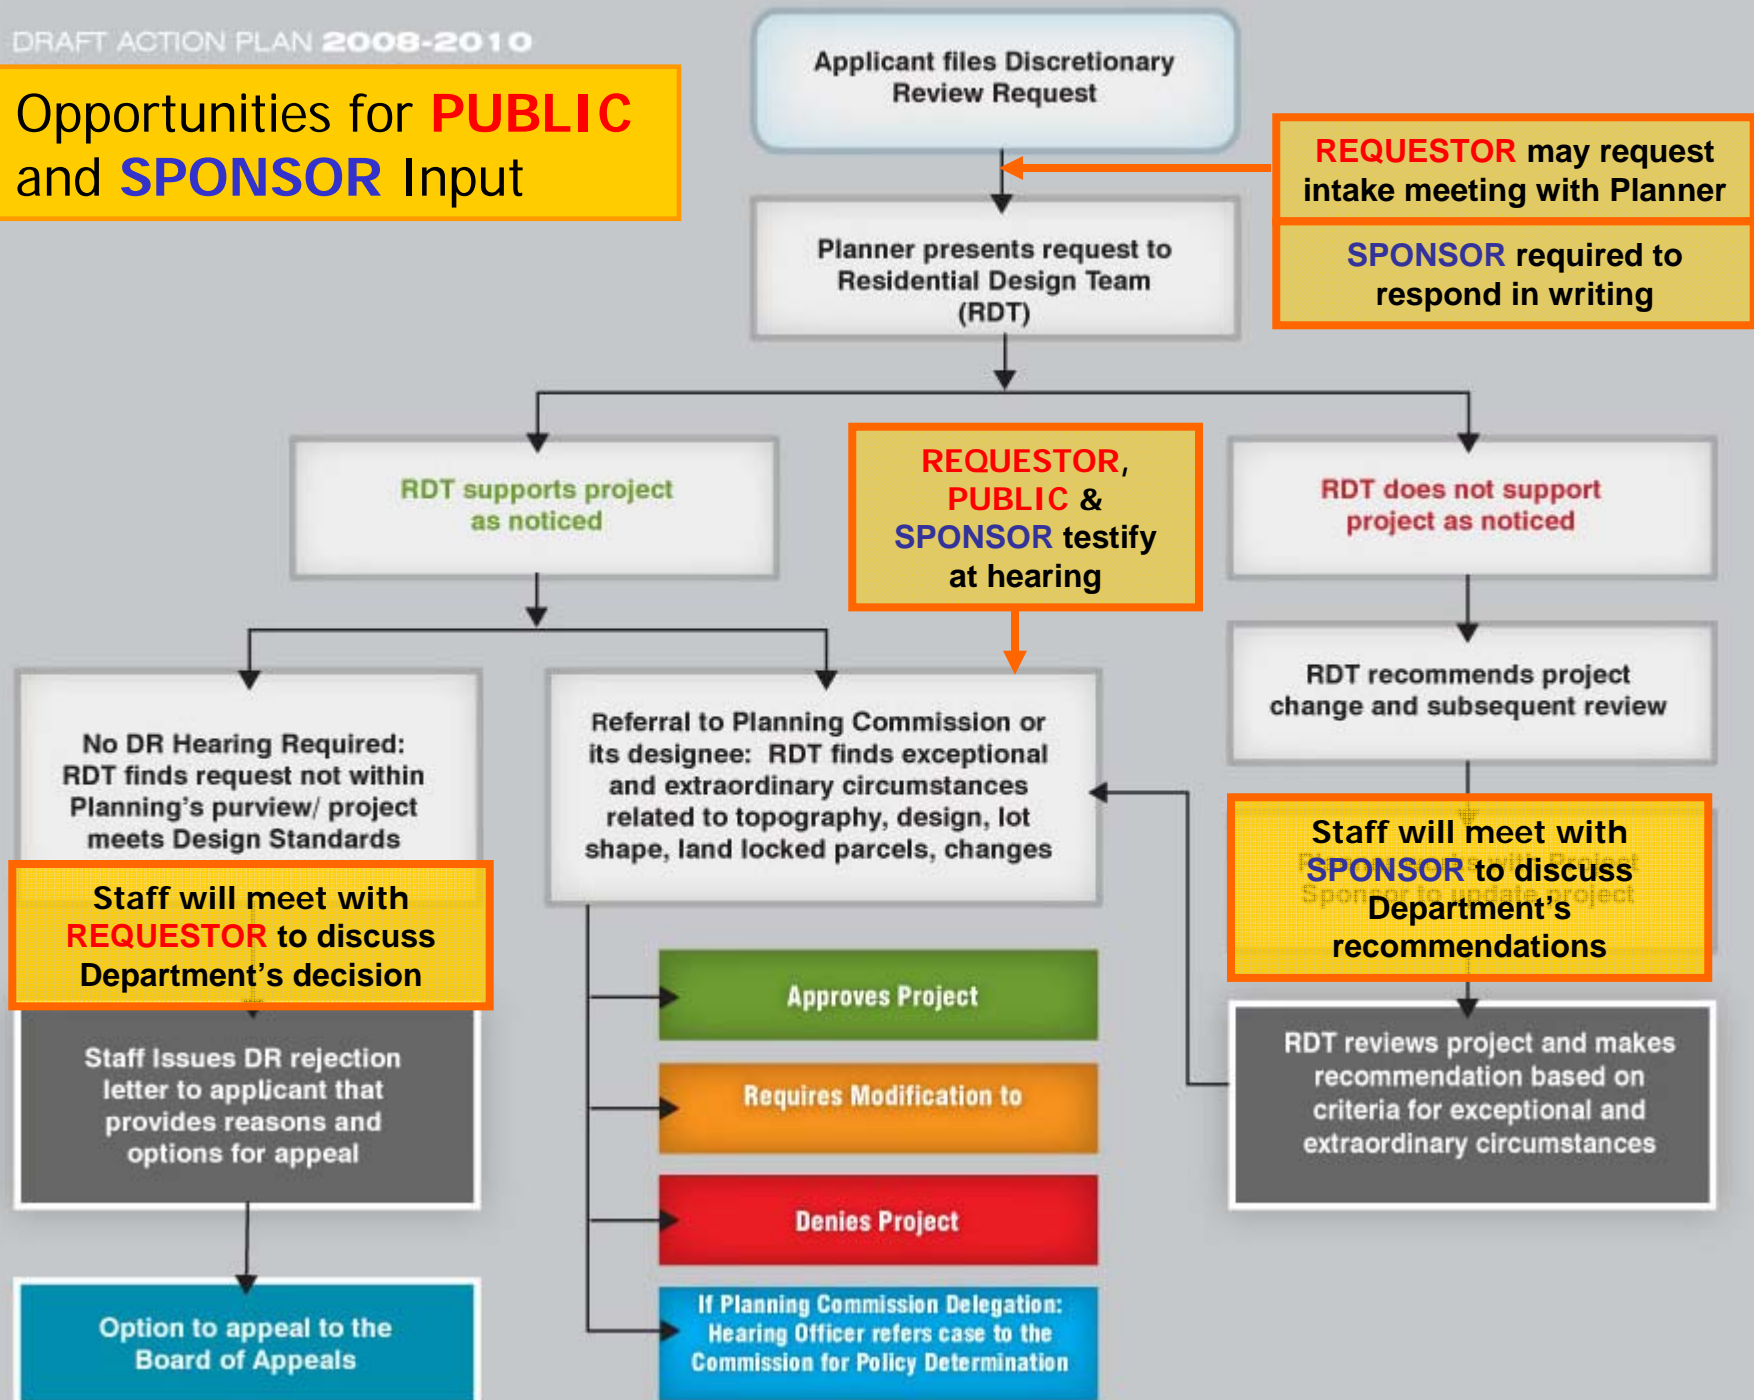 DRAFT ACTION PLAN 2008-2010
Opportunities for PUBLIC
and SPONSOR Input
Applicant files Discretionary
Review Request
REQUESTOR may request
intake meeting with Planner
SPONSOR required to
respond in writing
Planner presents request to
Residential Design Team
(RDT)
RDT supports project
as noticed
REQUESTOR,
PUBLIC &
SPONSOR testify
at hearing
RDT does not support
project as noticed
No DR Hearing Required:
RDT finds request not within
Planning's purview/ project
meets Design Standards
Staff will meet with
REQUESTOR to discuss
Department's decision
Referral to Planning Commission or
its designee: RDT finds exceptional
and extraordinary circumstances
related to topography, design, lot
shape, land locked parcels, changes
RDT recommends project
change and subsequent review
Staff will meet with
SPONSOR to discuss
Department's
recommendations
with Project
Sponsor to update project
Staff Issues DR rejection
letter to applicant that
provides reasons and
options for appeal
Approves Project
Requires Modification to
Denies Project
If Planning Commission Delegation:
Hearing Officer refers case to the
Commission for Policy Determination
RDT reviews project and makes
recommendation based on
criteria for exceptional and
extraordinary circumstances
Option to appeal to the
Board of Appeals